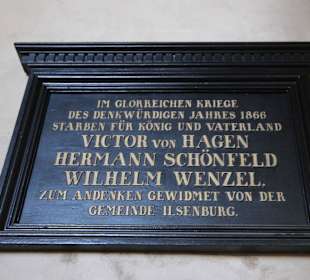 IM GLORREICHEN KRIEGE
DES DENKWÜRDIGEN JAHRES 1866
STARBEN FÜR KÖNIG UND VATERLAND
VICTOR VON HAGEN
HERMANN SCHÖNFELD
WILHELM WENZEL,
ZUM ANDENKEN GEWIDMET VON DER
GEMEINDE ILSENBURG.